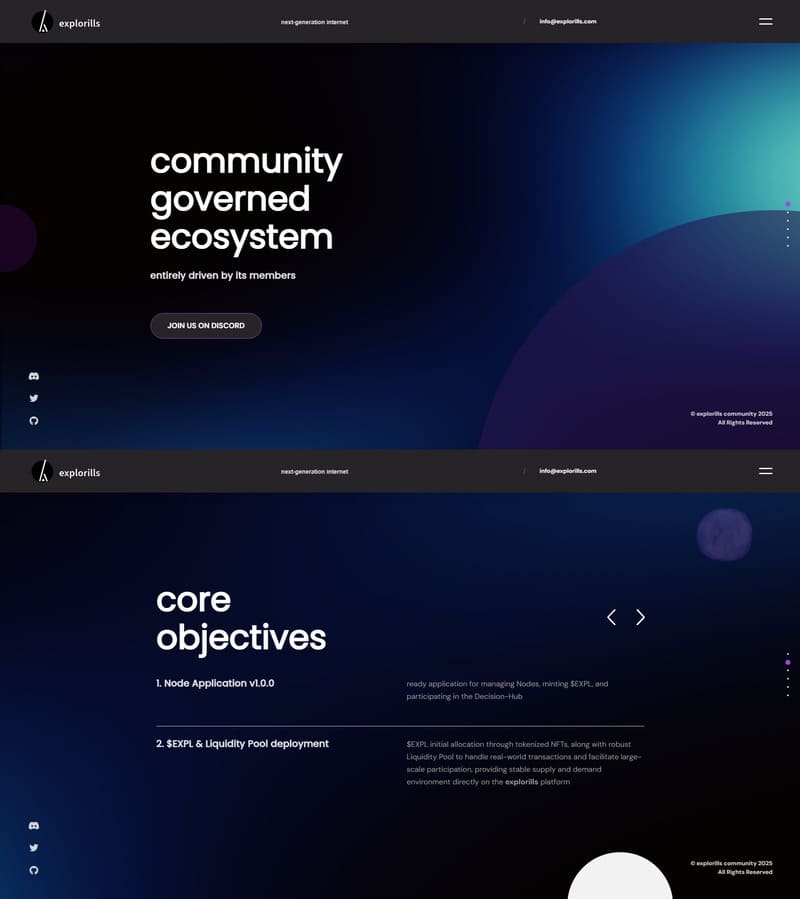 explorills
next-generation internet
/ info@explorills.com
community
governed
ecosystem
entirely driven by its members
JOIN US ON DISCORD
© explorills community 2025
All Rights Reserved
explorills
next-generation internet
/ info@explorills.com
core
objectives
1. Node Application v1.0.0
ready application for managing Nodes, minting $EXPL, and
participating in the Decision-Hub
2. $EXPL & Liquidity Pool deployment
$EXPL initial allocation through tokenized NFTs, along with robust
Liquidity Pool to handle real-world transactions and facilitate large-
scale participation, providing stable supply and demand
environment directly on the explorills platform
© explorills community 2025
All Rights Reserved